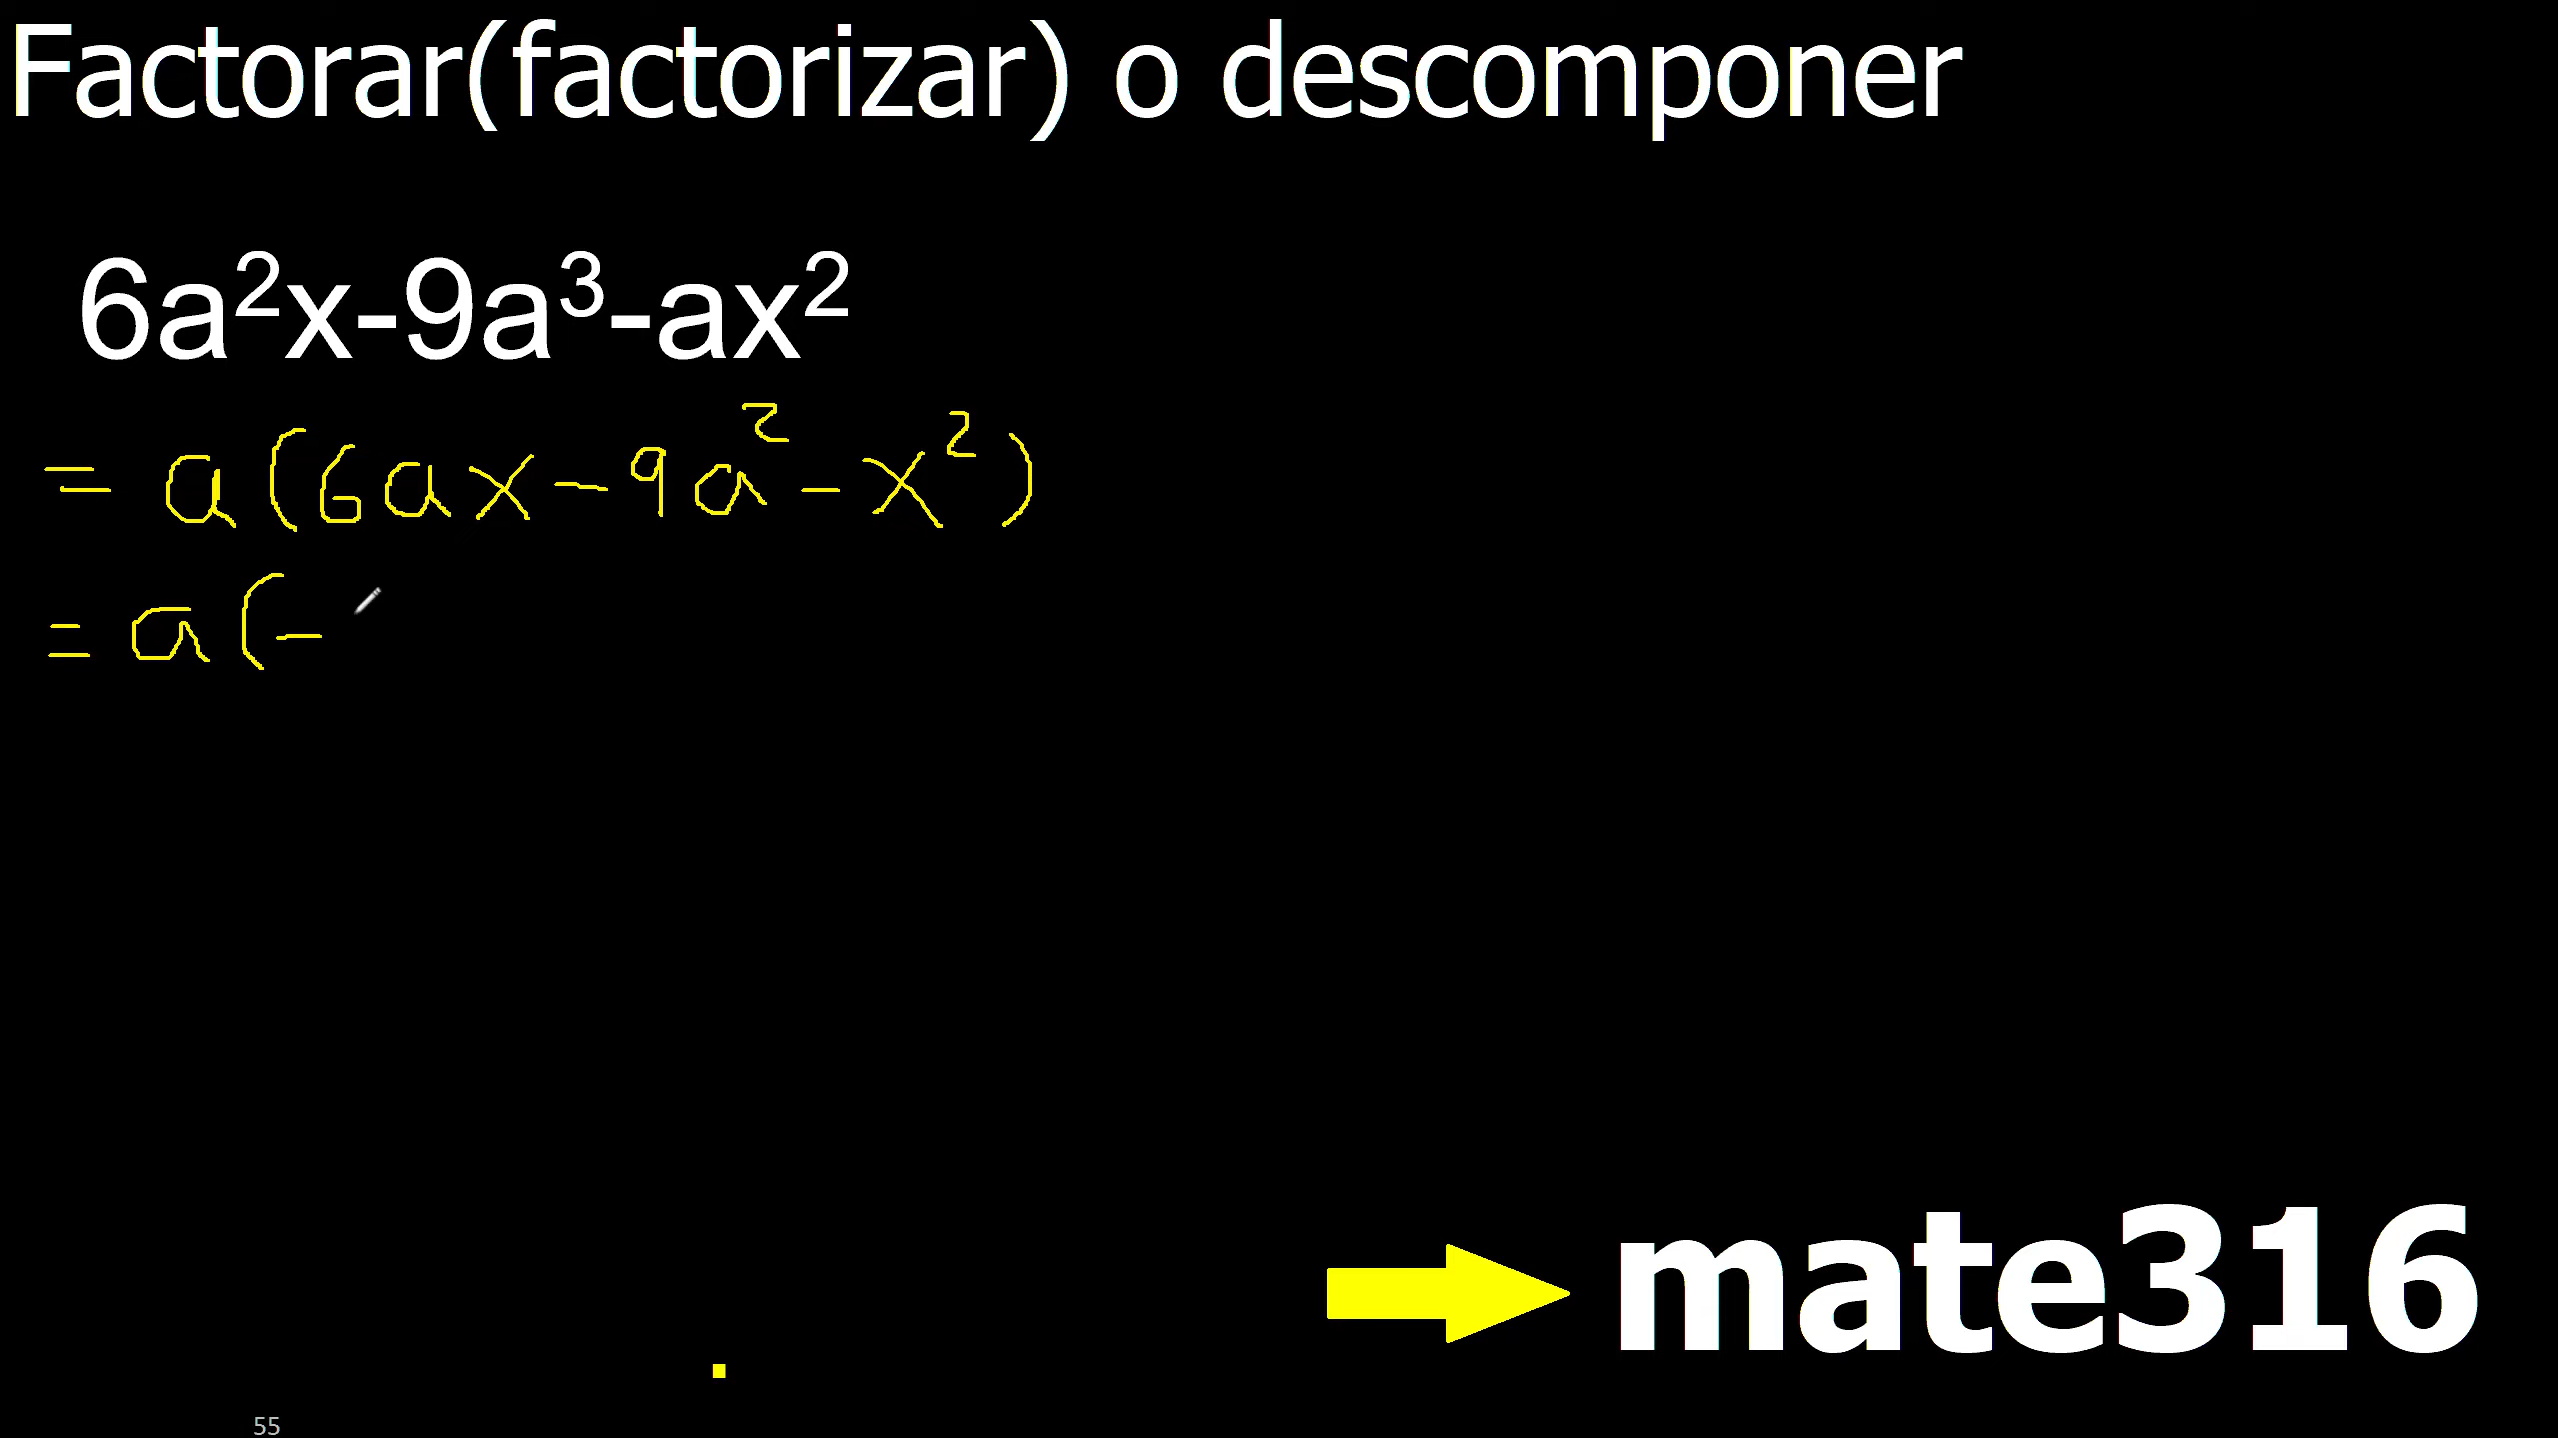 Factorar(factorizar) o descomponer
6a²x-9a³-ax²
= a(6ax-9a²-x²)
= a(-
mate316
55